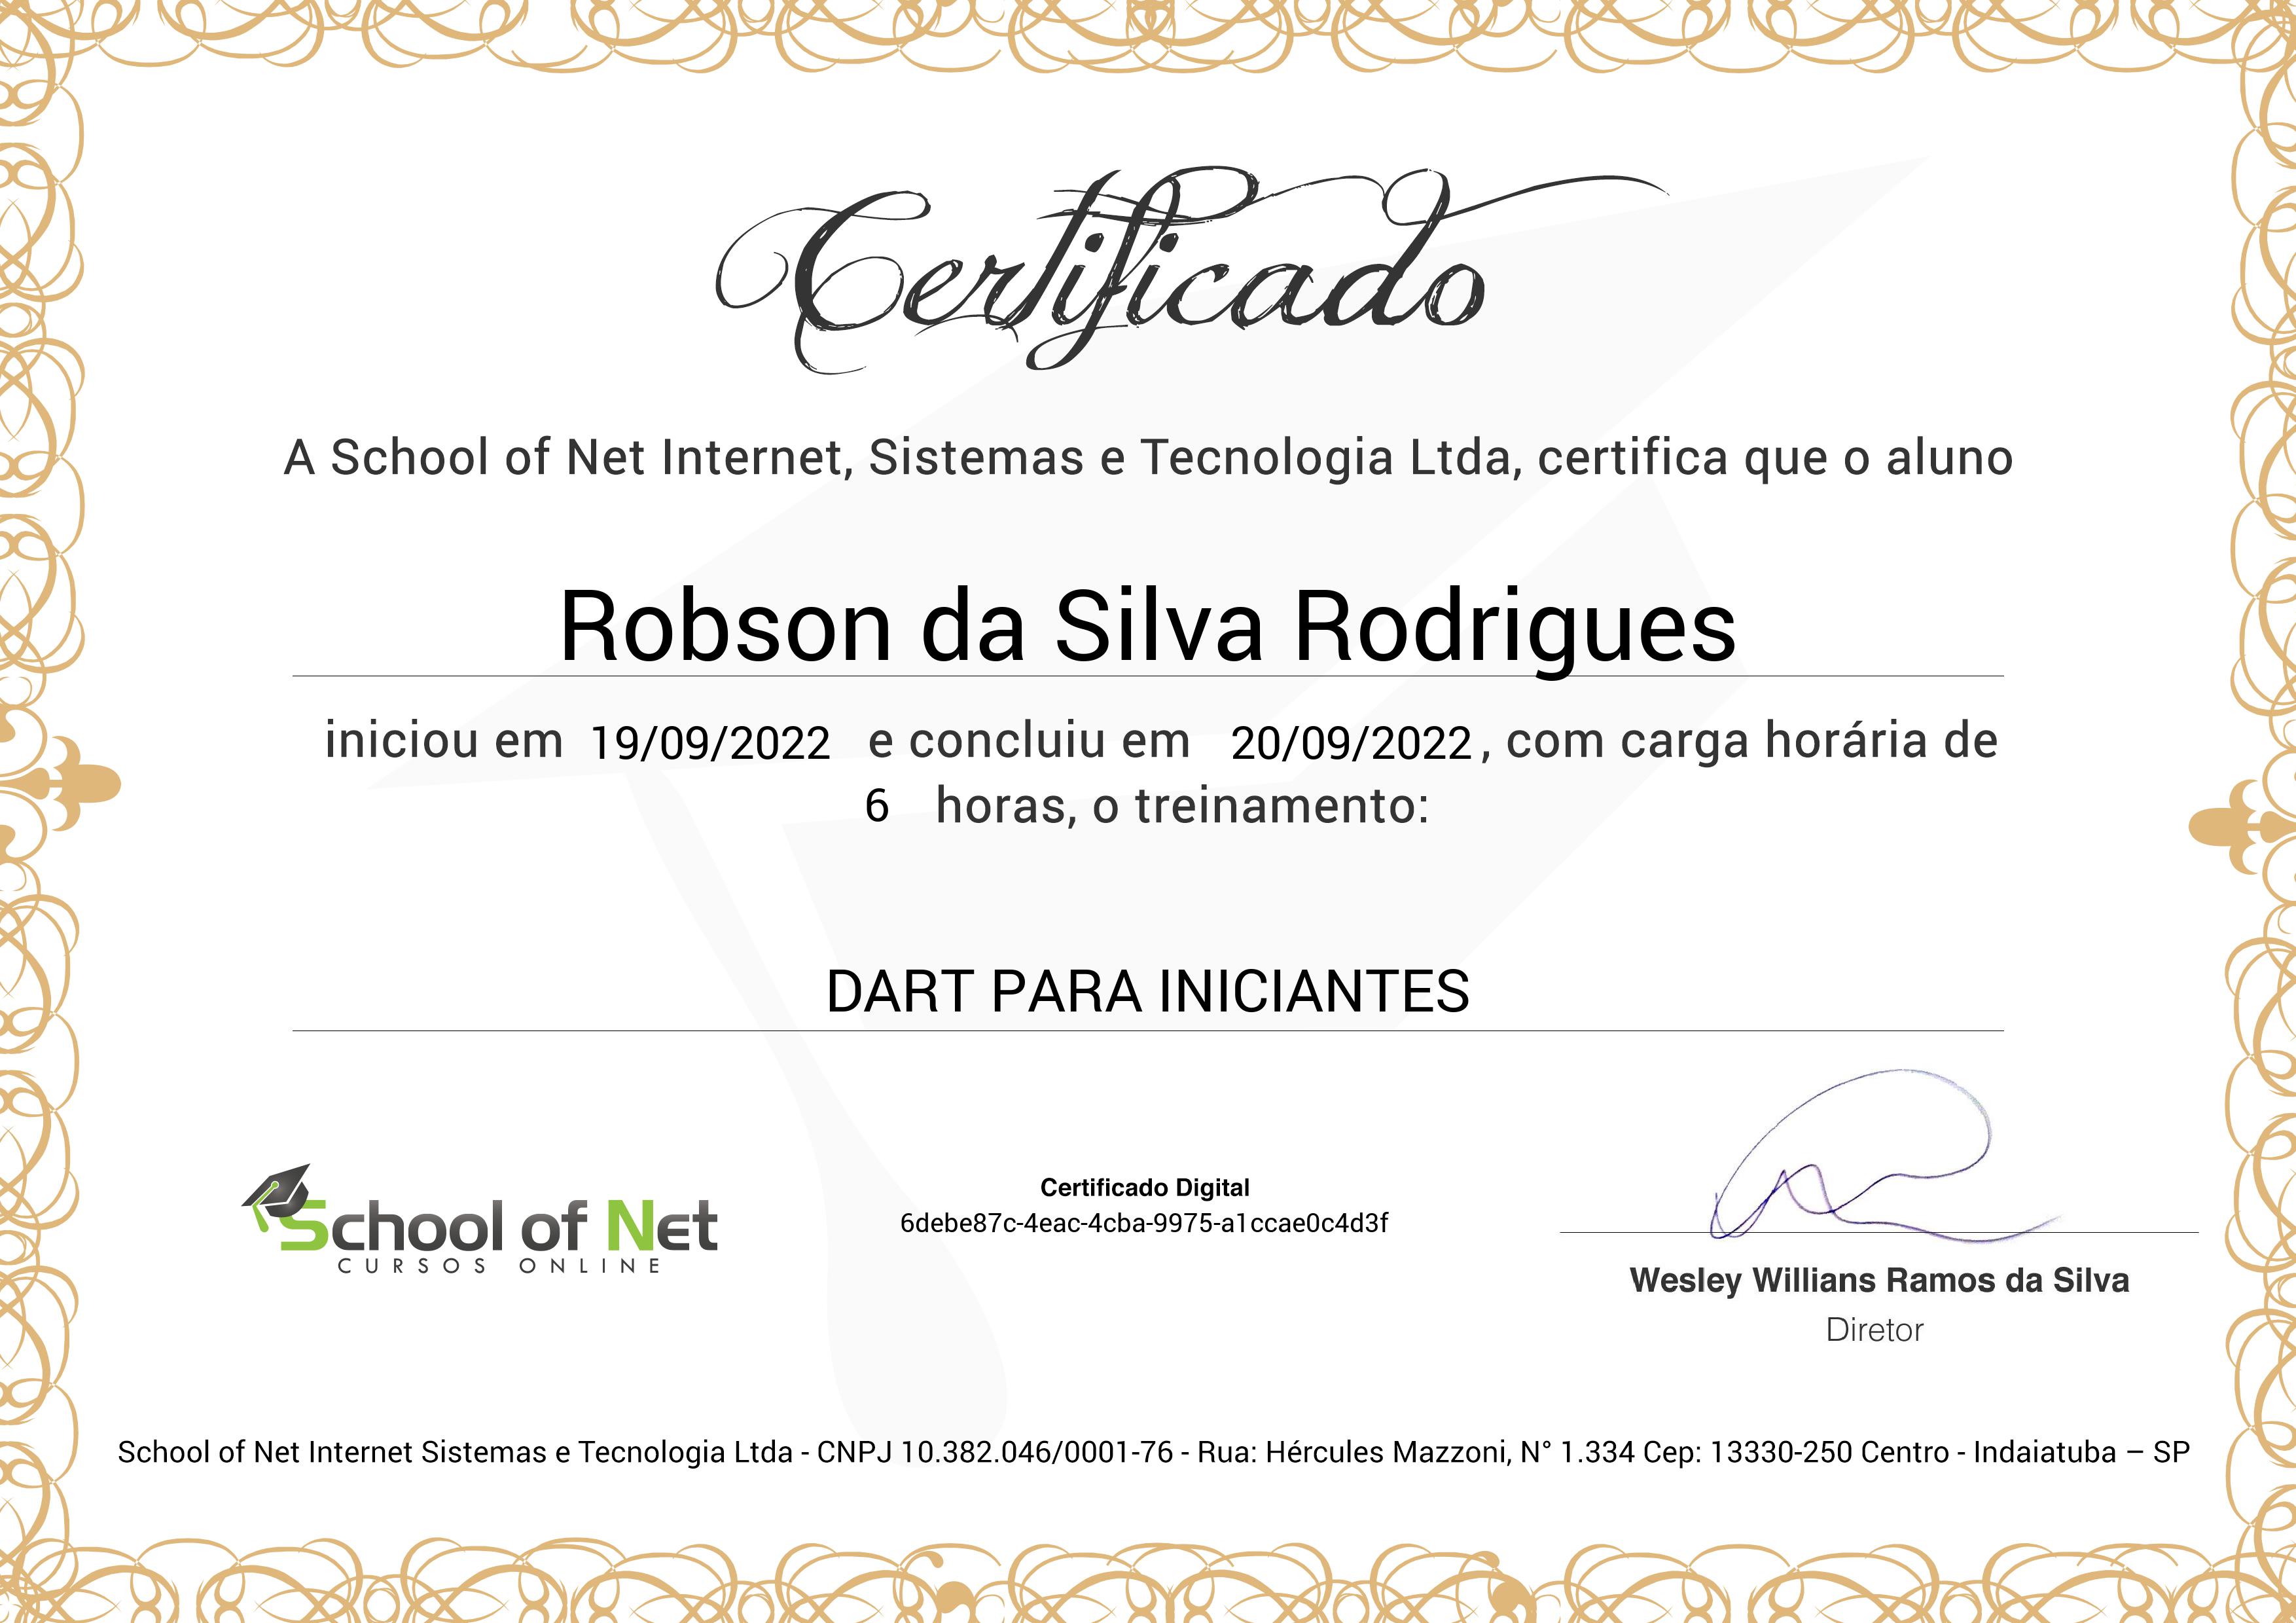 Certificado
A School of Net Internet, Sistemas e Tecnologia Ltda, certifica que o aluno
Robson da Silva Rodrigues
iniciou em 19/09/2022 e concluiu em 20/09/2022, com carga horária de
6 horas, o treinamento:
DART PARA INICIANTES
School of Net
CURSOS ONLINE
Certificado Digital
6debe87c-4eac-4cba-9975-a1ccae0c4d3f
Wesley Willians Ramos da Silva
Diretor
School of Net Internet Sistemas e Tecnologia Ltda - CNPJ 10.382.046/0001-76 - Rua: Hércules Mazzoni, N° 1.334 Cep: 13330-250 Centro - Indaiatuba – SP